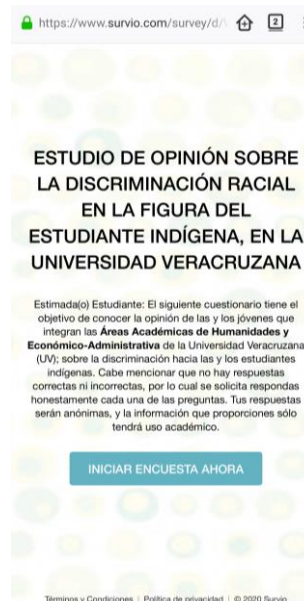 https://www.survio.com/survey/d/
2
ESTUDIO DE OPINIÓN SOBRE
LA DISCRIMINACIÓN RACIAL
EN LA FIGURA DEL
ESTUDIANTE INDÍGENA, EN LA
UNIVERSIDAD VERACRUZANA
Estimada(o) Estudiante: El siguiente cuestionario tiene el
objetivo de conocer la opinión de las y los jóvenes que
integran las Áreas Académicas de Humanidades y
Económico-Administrativa de la Universidad Veracruzana
(UV); sobre la discriminación hacia las y los estudiantes
indígenas. Cabe mencionar que no hay respuestas
correctas ni incorrectas, por lo cual se solicita respondas
honestamente cada una de las preguntas. Tus respuestas
serán anónimas, y la información que proporciones sólo
tendrá uso académico.
INICIAR ENCUESTA AHORA
Términos y Condiciones | Política de privacidad | © 2020 Survio